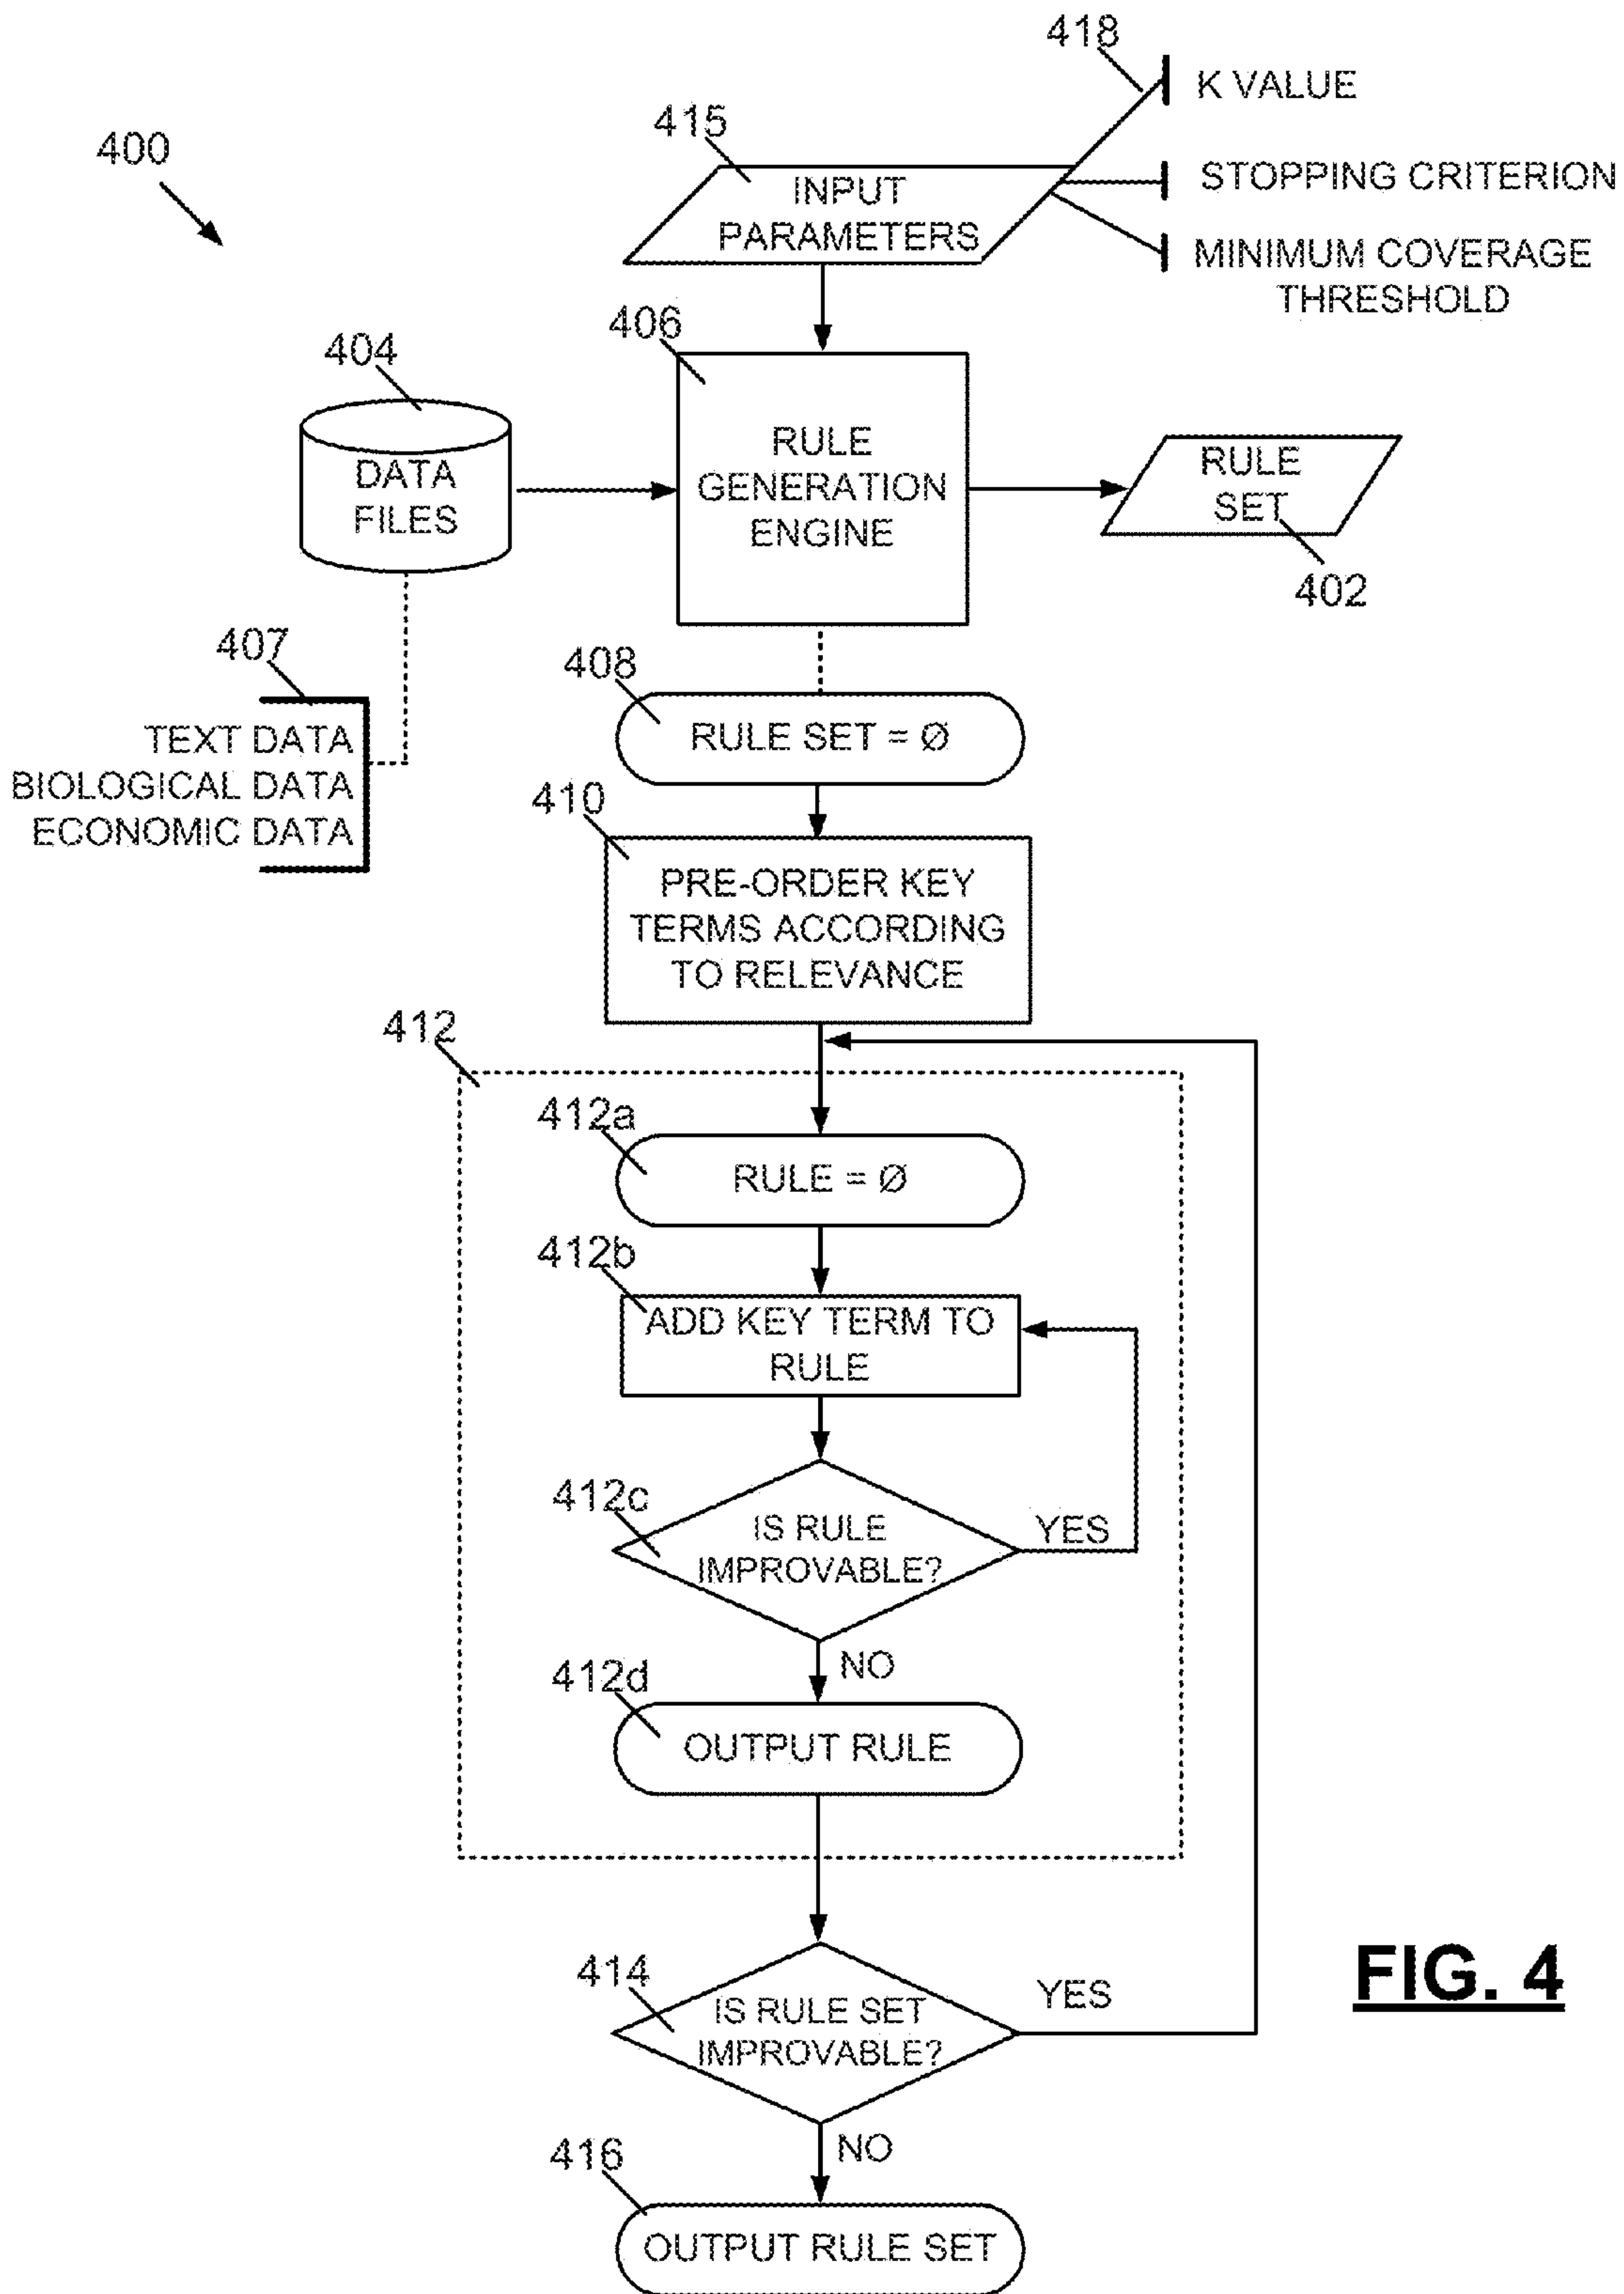 418
K VALUE
415
400
INPUT
PARAMETERS
STOPPING CRITERION
MINIMUM COVERAGE
THRESHOLD
406
404
RULE
GENERATION
ENGINE
DATA
FILES
RULE
SET
402
407
TEXT DATA
BIOLOGICAL DATA
ECONOMIC DATA
408
RULE SET = Ø
410
PRE-ORDER KEY
TERMS ACCORDING
TO RELEVANCE
412
412a
RULE = Ø
412b
ADD KEY TERM TO
RULE
412c
IS RULE
IMPROVABLE?
YES
NO
412d
OUTPUT RULE
414
IS RULE SET
IMPROVABLE?
YES
FIG. 4
NO
416
OUTPUT RULE SET